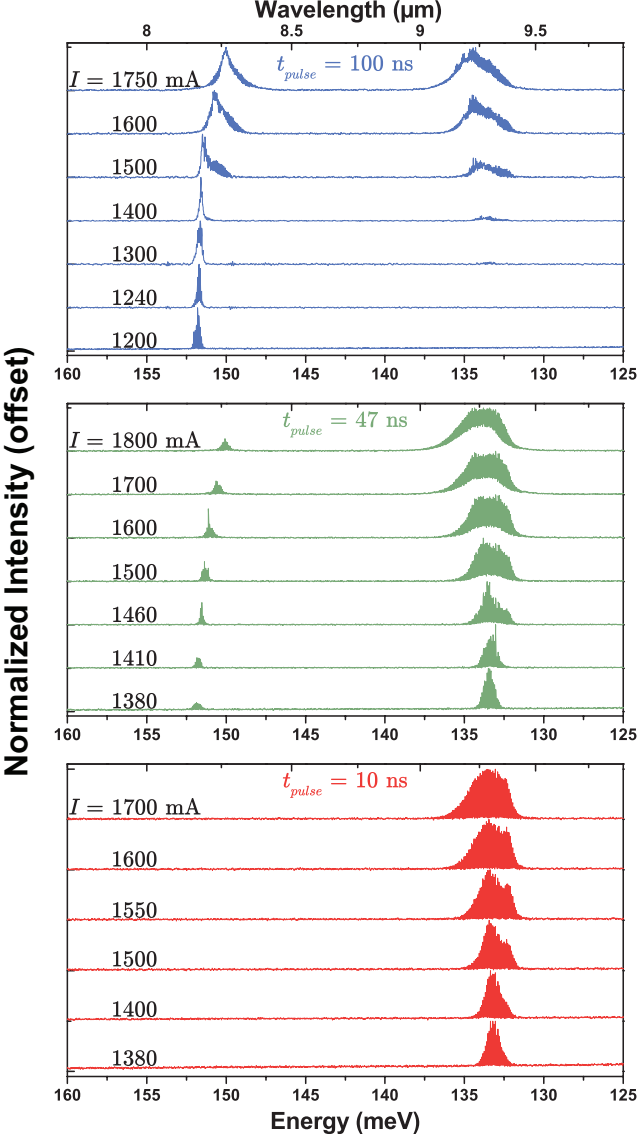 Wavelength (µm)
8 8.5 9 9.5
t_pulse = 100 ns
I = 1750 mA
1600
1500
1400
1300
1240
1200
160 155 150 145 140 135 130 125
t_pulse = 47 ns
I = 1800 mA
1700
1600
1500
1460
1410
1380
160 155 150 145 140 135 130 125
t_pulse = 10 ns
I = 1700 mA
1600
1550
1500
1400
1380
160 155 150 145 140 135 130 125
Energy (meV)
Normalized Intensity (offset)